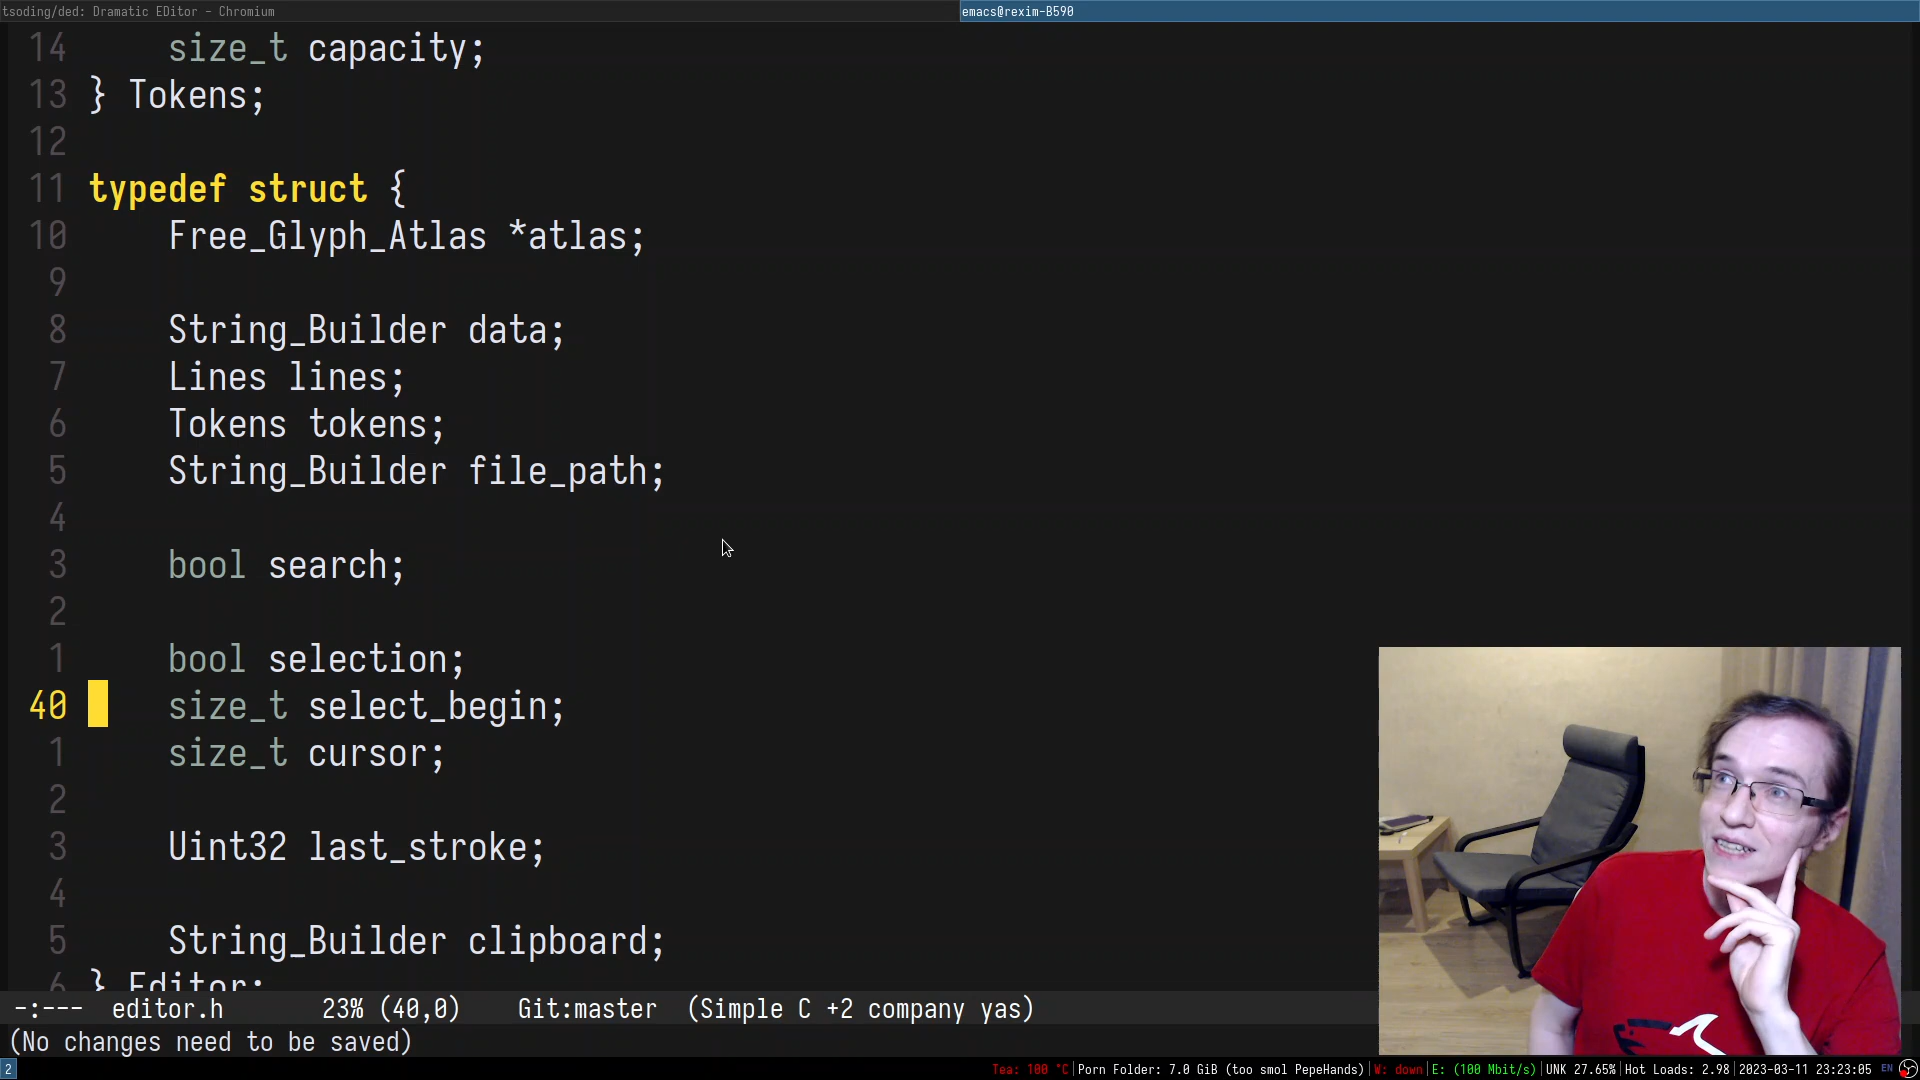 tsoding/ded: Dramatic EDitor - Chromium
emacs@rexim-B590
14 size_t capacity;
13 } Tokens;
12
11 typedef struct {
10 Free_Glyph_Atlas *atlas;
9
8 String_Builder data;
7 Lines lines;
6 Tokens tokens;
5 String_Builder file_path;
4
3 bool search;
2
1 bool selection;
40 size_t select_begin;
1 size_t cursor;
2
3 Uint32 last_stroke;
4
5 String_Builder clipboard;
6 } Editor;
-:--- editor.h 23% (40,0) Git:master (Simple C +2 company yas)
(No changes need to be saved)
2 Tea: 100 °C|Porn Folder: 7.0 GiB (too smol PepeHands)|W: down|E: (100 Mbit/s)|UNK 27.65%|Hot Loads: 2.98|2023-03-11 23:23:05 EN